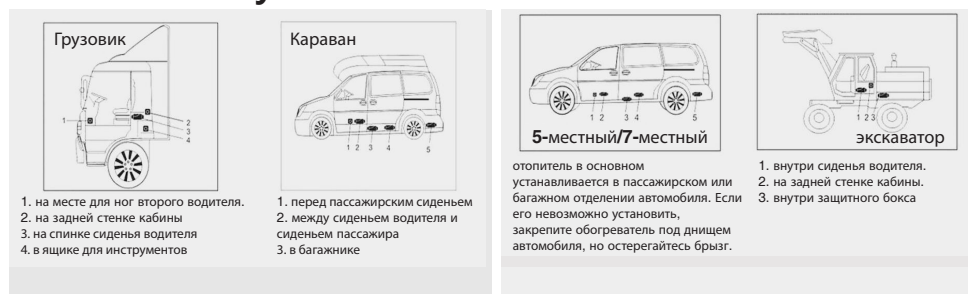 Грузовик
1
2
3
4
1. на месте для ног второго водителя.
2. на задней стенке кабины
3. на спинке сиденья водителя
4. в ящике для инструментов
Караван
1 2 3 4 5
1. перед пассажирским сиденьем
2. между сиденьем водителя и
сиденьем пассажира
3. в багажнике
1 2 3 4 5
5-местный/7-местный
отопитель в основном
устанавливается в пассажирском или
багажном отделении автомобиля. Если
его невозможно установить,
закрепите обогреватель под днищем
автомобиля, но остерегайтесь брызг.
1 2 3
экскаватор
1. внутри сиденья водителя.
2. на задней стенке кабины.
3. внутри защитного бокса